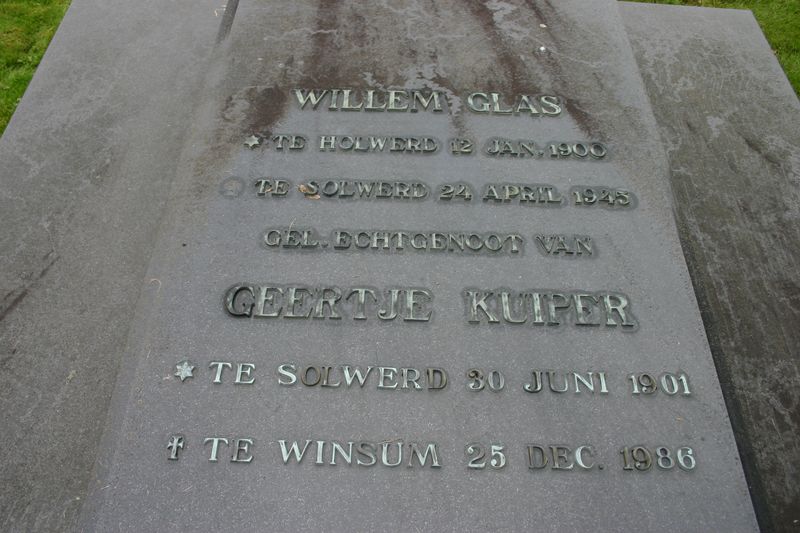 WILLEM GLAS
* TE HOLWERD 12 JAN. 1900
TE SOLWERD 24 APRIL 1945
GEL. ECHTGENOOT VAN
GEERTJE KUIPER
* TE SOLWERD 30 JUNI 1901
† TE WINSUM 25 DEC. 1986